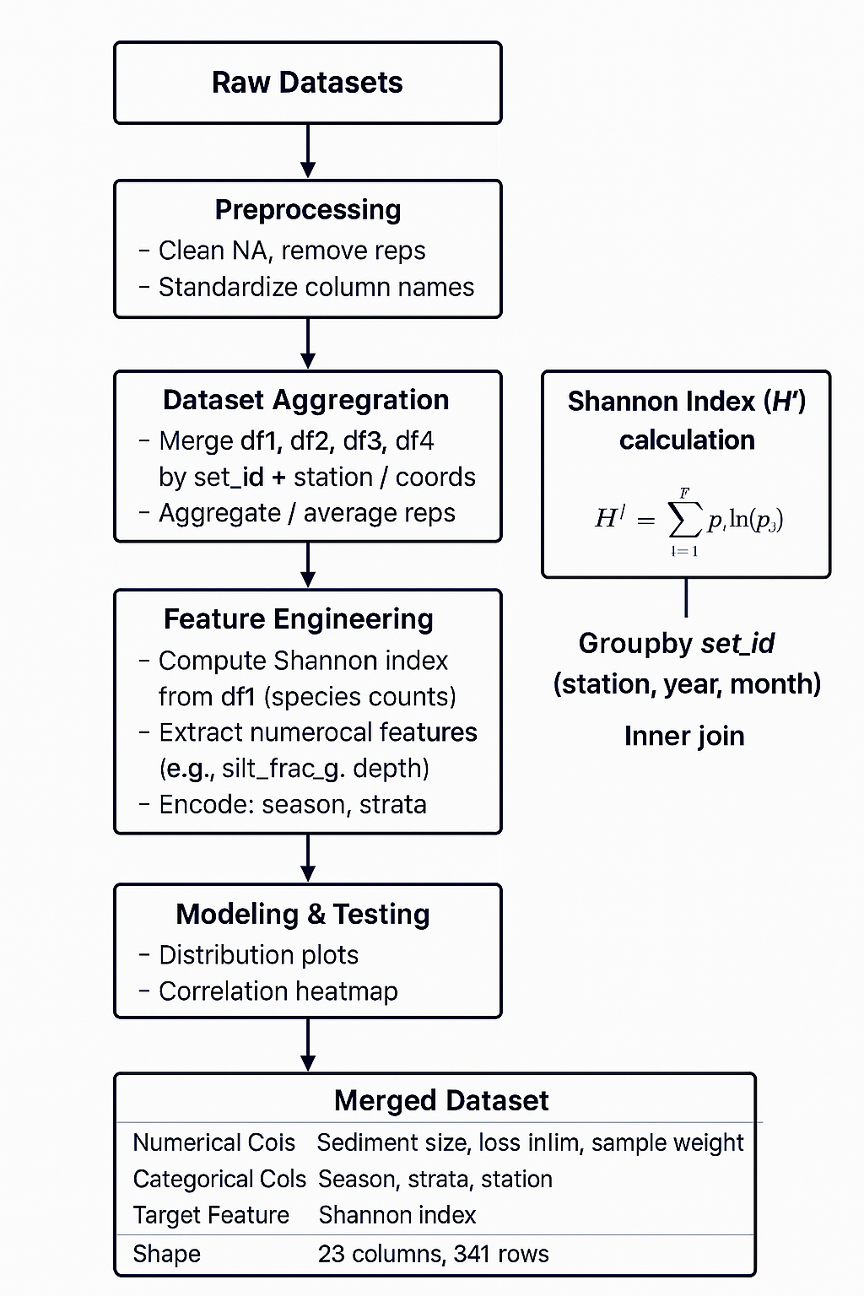 Raw Datasets
Preprocessing
– Clean NA, remove reps
– Standardize column names
Dataset Aggregration
– Merge df1, df2, df3, df4
by set_id + station / coords
– Aggregate / average reps
Shannon Index (H′)
calculation
H′ = ∑ p, ln(p₃)
i=1
Groupby set_id
(station, year, month)
Inner join
Feature Engineering
– Compute Shannon index
from df1 (species counts)
– Extract numerocal features
(e.g., silt_frac_g. depth)
– Encode: season, strata
Modeling & Testing
– Distribution plots
– Correlation heatmap
Merged Dataset
Numerical Cois Sediment size, loss inlim, sample weight
Categorical Cols Season, strata, station
Target Feature Shannon index
Shape 23 columns, 341 rows